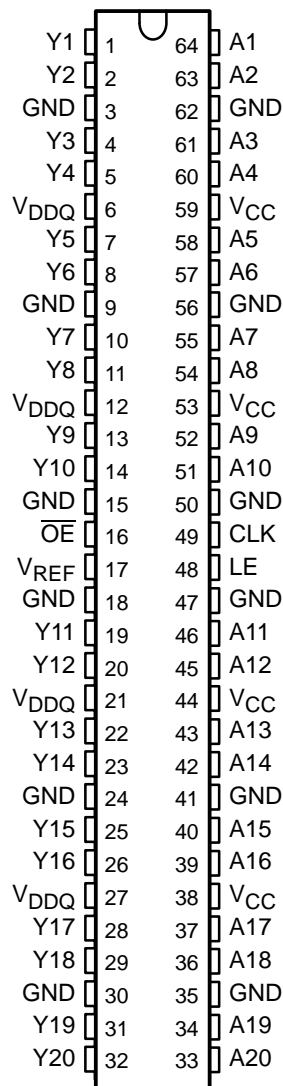 Y1 1 64 A1
Y2 2 63 A2
GND 3 62 GND
Y3 4 61 A3
Y4 5 60 A4
VDDQ 6 59 VCC
Y5 7 58 A5
Y6 8 57 A6
GND 9 56 GND
Y7 10 55 A7
Y8 11 54 A8
VDDQ 12 53 VCC
Y9 13 52 A9
Y10 14 51 A10
GND 15 50 GND
O̅E̅ 16 49 CLK
VREF 17 48 LE
GND 18 47 GND
Y11 19 46 A11
Y12 20 45 A12
VDDQ 21 44 VCC
Y13 22 43 A13
Y14 23 42 A14
GND 24 41 GND
Y15 25 40 A15
Y16 26 39 A16
VDDQ 27 38 VCC
Y17 28 37 A17
Y18 29 36 A18
GND 30 35 GND
Y19 31 34 A19
Y20 32 33 A20